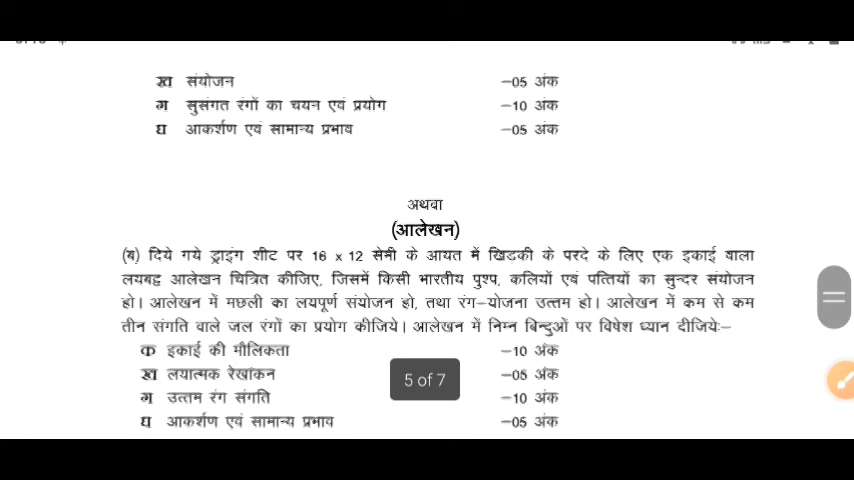 ख संयोजन –05 अंक
ग सुसंगत रंगों का चयन एवं प्रयोग –10 अंक
घ आकर्शण एवं सामान्य प्रभाव –05 अंक
अथवा
(आलेखन)
(ब) दिये गये ड्राइंग शीट पर 16 x 12 सेमी के आयत में खिडकी के परदे के लिए एक इकाई वाला
लयबद्व आलेखन चित्रित कीजिए, जिसमें किसी भारतीय पुश्प, कलियों एवं पत्तियों का सुन्दर संयोजन
हो। आलेखन में मछली का लयपूर्ण संयोजन हो, तथा रंग–योजना उत्तम हो। आलेखन में कम से कम
तीन संगति वाले जल रंगों का प्रयोग कीजिये। आलेखन में निम्न बिन्दुओं पर विषेश ध्यान दीजियेः–
क इकाई की मौलिकता –10 अंक
ख लयात्मक रेखांकन –05 अंक
ग उत्तम रंग संगति –10 अंक
घ आकर्शण एवं सामान्य प्रभाव –05 अंक
5 of 7